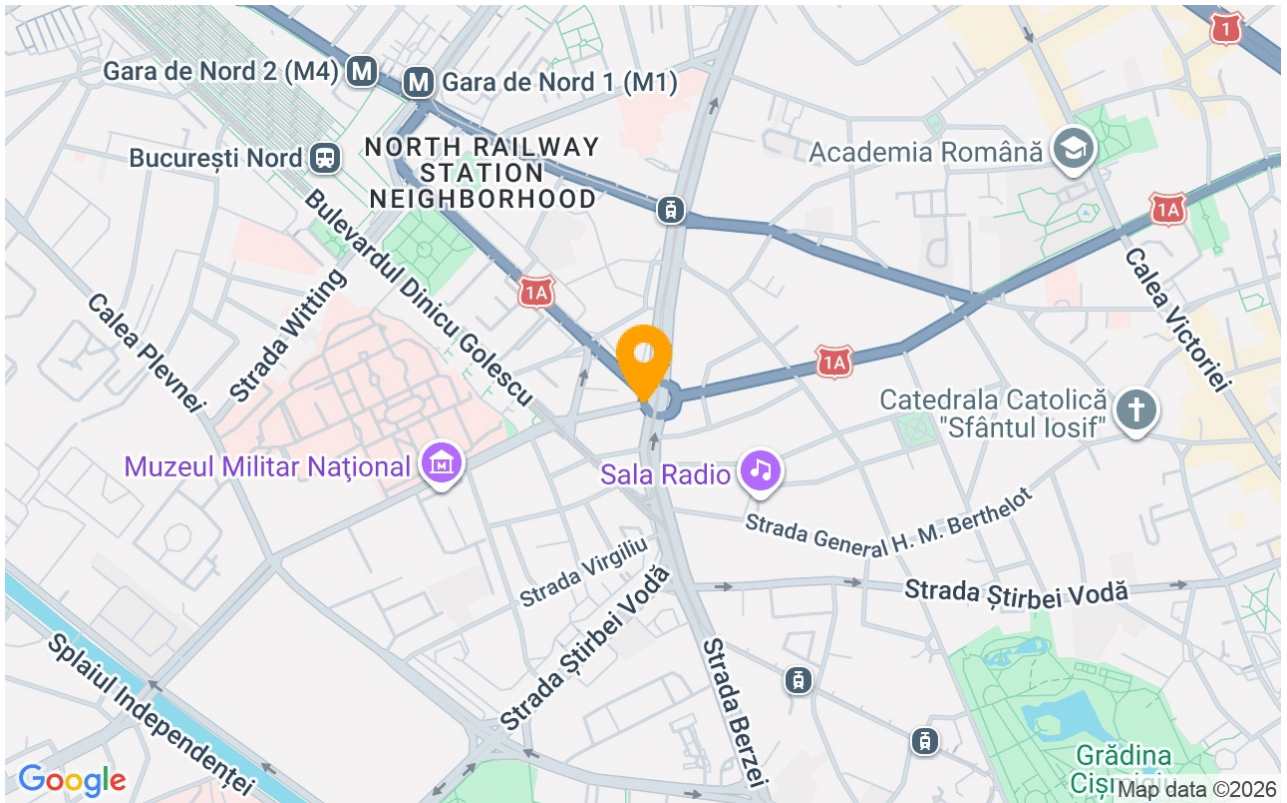 1
Gara de Nord 2 (M4)
M
M
Gara de Nord 1 (M1)
București Nord
NORTH RAILWAY
STATION
NEIGHBORHOOD
Academia Română
1A
Bulevardul Dinicu Golescu
Strada Witting
Calea Plevnei
1A
Calea Victoriei
1A
Catedrala Catolică
"Sfântul Iosif"
Muzeul Militar Naţional
M
Sala Radio
Strada General H. M. Berthelot
Strada Virgiliu
Strada Știrbei Vodă
Strada Știrbei Vodă
Splaiul Independenței
Strada Berzei
Grădina
Google
Map data ©2026